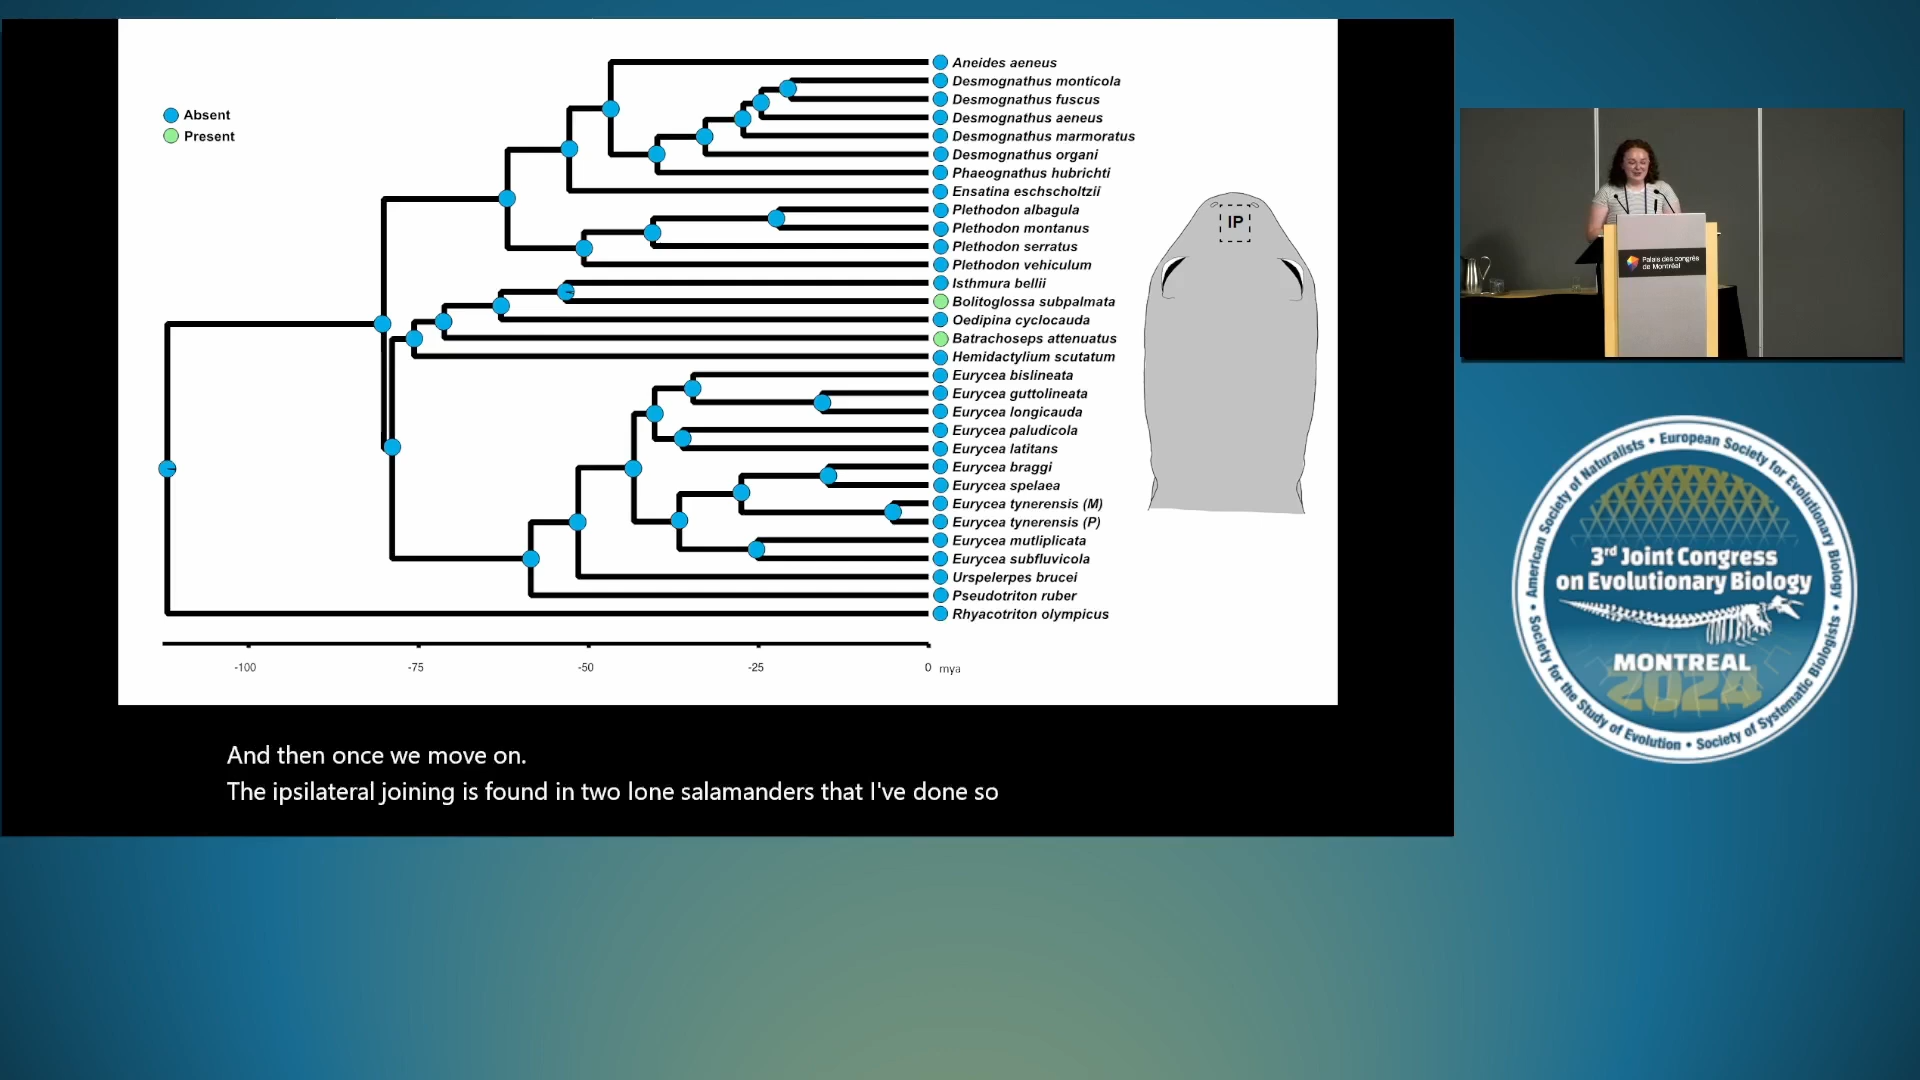 Absent
Present
Aneides aeneus
Desmognathus monticola
Desmognathus fuscus
Desmognathus aeneus
Desmognathus marmoratus
Desmognathus organi
Phaeognathus hubrichti
Ensatina eschscholtzii
Plethodon albagula
Plethodon montanus
Plethodon serratus
Plethodon vehiculum
Isthmura bellii
Bolitoglossa subpalmata
Oedipina cyclocauda
Batrachoseps attenuatus
Hemidactylium scutatum
Eurycea bislineata
Eurycea guttolineata
Eurycea longicauda
Eurycea paludicola
Eurycea latitans
Eurycea braggi
Eurycea spelaea
Eurycea tynerensis (M)
Eurycea tynerensis (P)
Eurycea mutliplicata
Eurycea subfluvicola
Urspelerpes brucei
Pseudotriton ruber
Rhyacotriton olympicus
-100 -75 -50 -25 0 mya
IP
And then once we move on.
The ipsilateral joining is found in two lone salamanders that I've done so
Palais des congrès
de Montréal
American Society of Naturalists • European Society for Evolutionary Biology • Society of Systematic Biologists • Society for the Study of Evolution •
3rd Joint Congress
on Evolutionary Biology
MONTREAL
2024